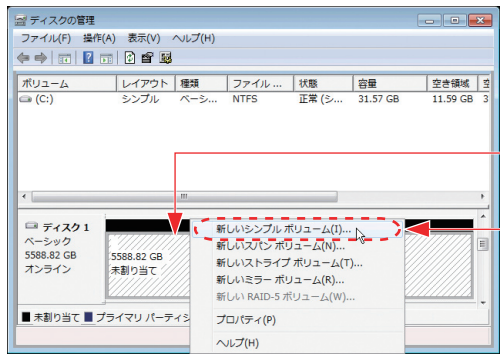 ディスクの管理
ファイル(F) 操作(A) 表示(V) ヘルプ(H)
ボリューム レイアウト 種類 ファイル ... 状態 容量 空き領域 空
(C:) シンプル ベーシ... NTFS 正常 (シ... 31.57 GB 11.59 GB 3
ディスク 1
ベーシック
5588.82 GB
オンライン
5588.82 GB
未割り当て
新しいシンプル ボリューム(I)...
新しいスパン ボリューム(N)...
新しいストライプ ボリューム(T)...
新しいミラー ボリューム(R)...
新しい RAID-5 ボリューム(W)...
プロパティ(P)
ヘルプ(H)
未割り当て プライマリ パーティシ